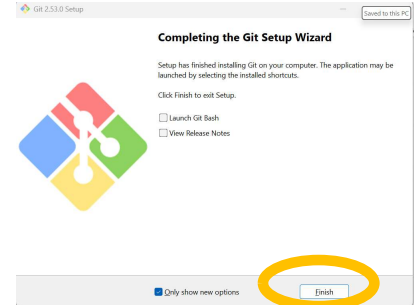 Git 2.53.0 Setup
Saved to this PC
Completing the Git Setup Wizard
Setup has finished installing Git on your computer. The application may be
launched by selecting the installed shortcuts.
Click Finish to exit Setup.
Launch Git Bash
View Release Notes
Only show new options
Finish